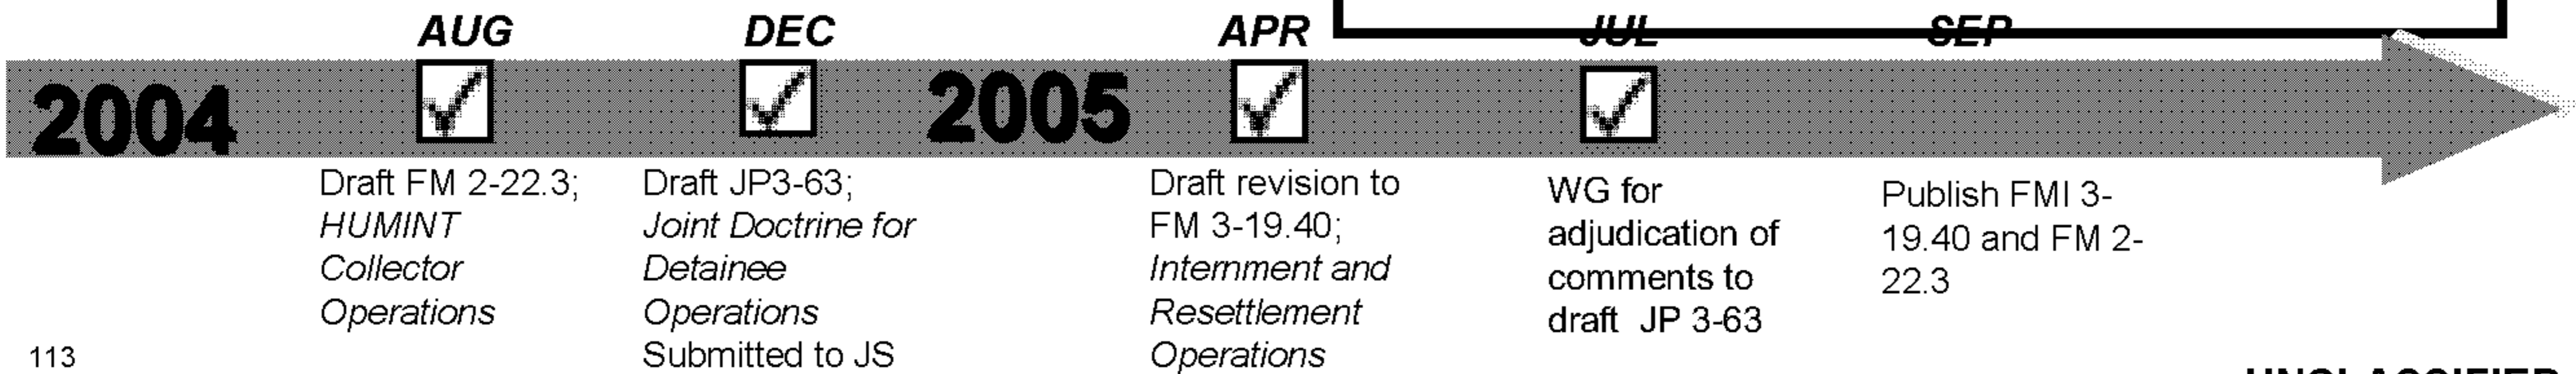 AUG DEC APR JUL SEP
2004 2005
Draft FM 2-22.3;
HUMINT
Collector
Operations
Draft JP3-63;
Joint Doctrine for
Detainee
Operations
Submitted to JS
Draft revision to
FM 3-19.40;
Internment and
Resettlement
Operations
WG for
adjudication of
comments to
draft JP 3-63
Publish FMI 3-
19.40 and FM 2-
22.3
113